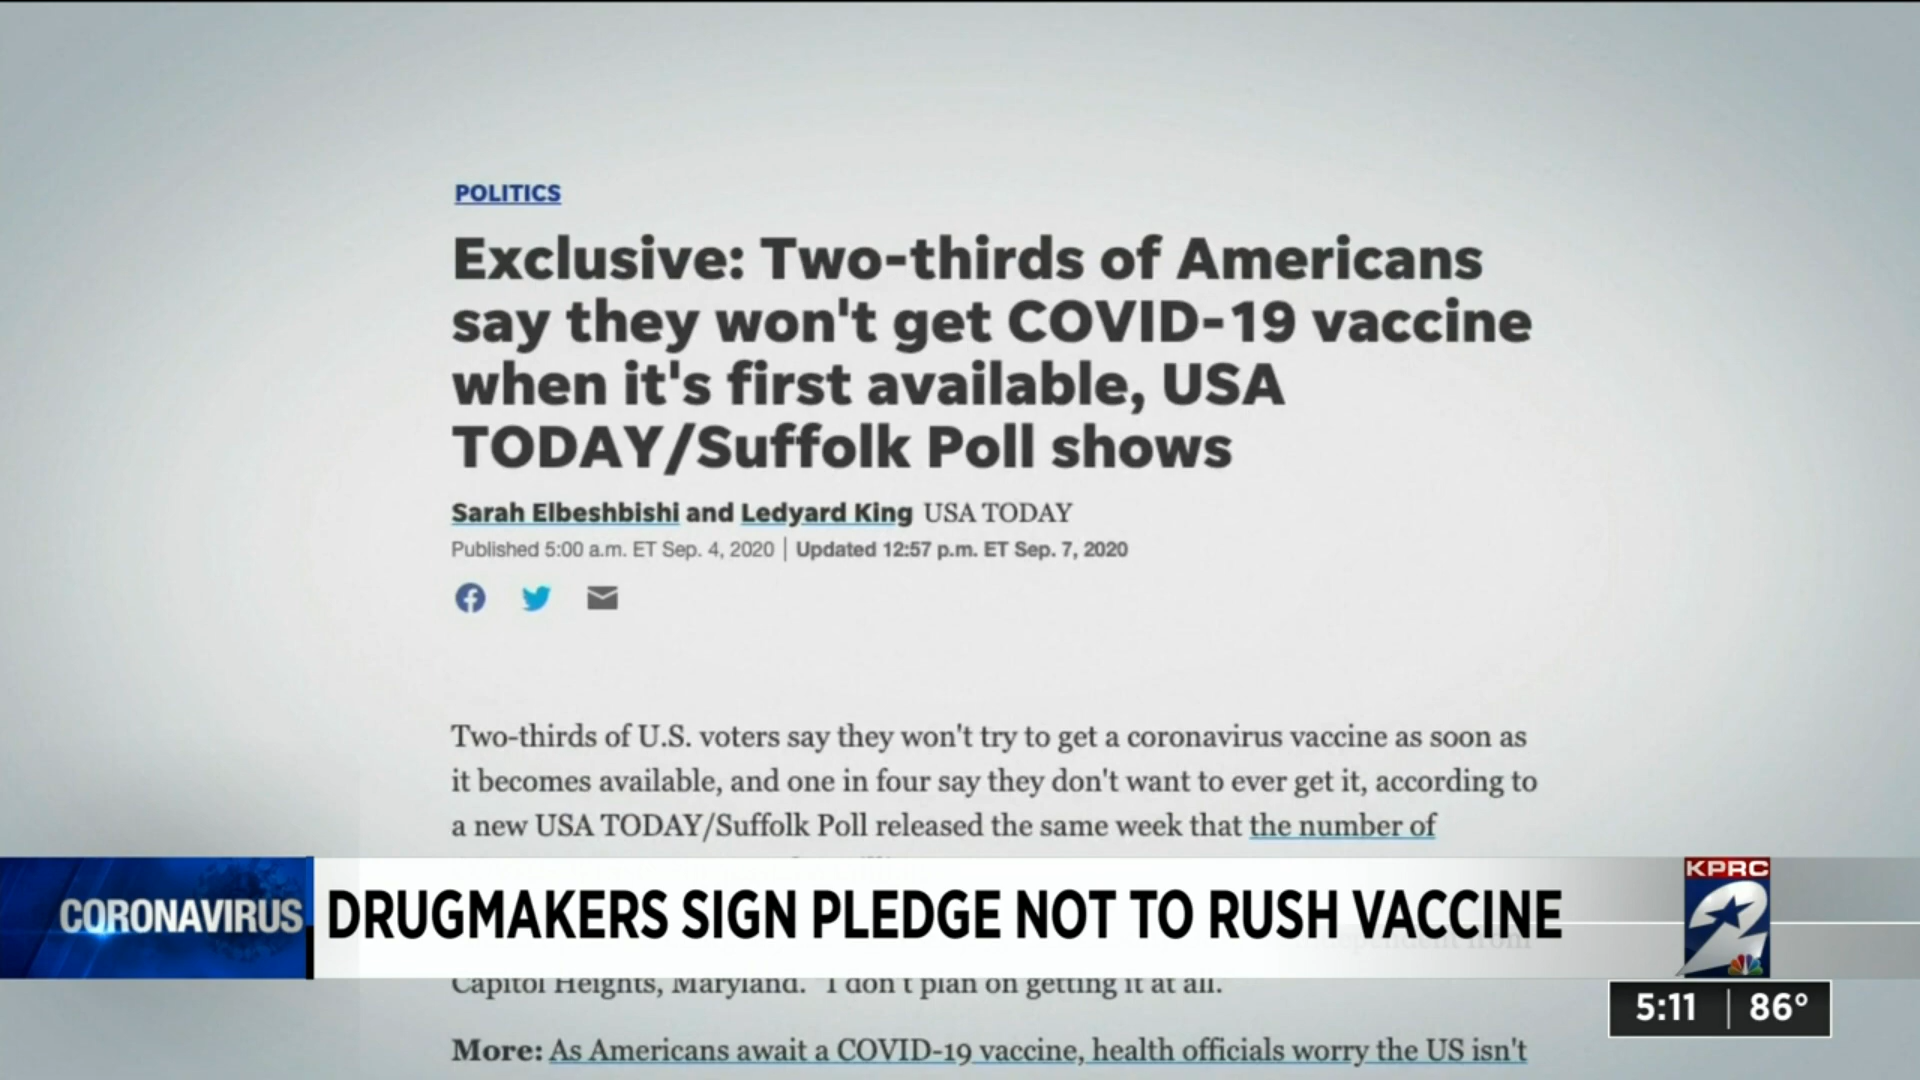 POLITICS
Exclusive: Two-thirds of Americans
say they won't get COVID-19 vaccine
when it's first available, USA
TODAY/Suffolk Poll shows
Sarah Elbeshbishi and Ledyard King USA TODAY
Published 5:00 a.m. ET Sep. 4, 2020 | Updated 12:57 p.m. ET Sep. 7, 2020
Two-thirds of U.S. voters say they won't try to get a coronavirus vaccine as soon as
it becomes available, and one in four say they don't want to ever get it, according to
a new USA TODAY/Suffolk Poll released the same week that the number of
CORONAVIRUS
DRUGMAKERS SIGN PLEDGE NOT TO RUSH VACCINE
KPRC
2
Capitol Heights, Maryland. "I don't plan on getting it at all.
5:11 | 86°
More: As Americans await a COVID-19 vaccine, health officials worry the US isn't